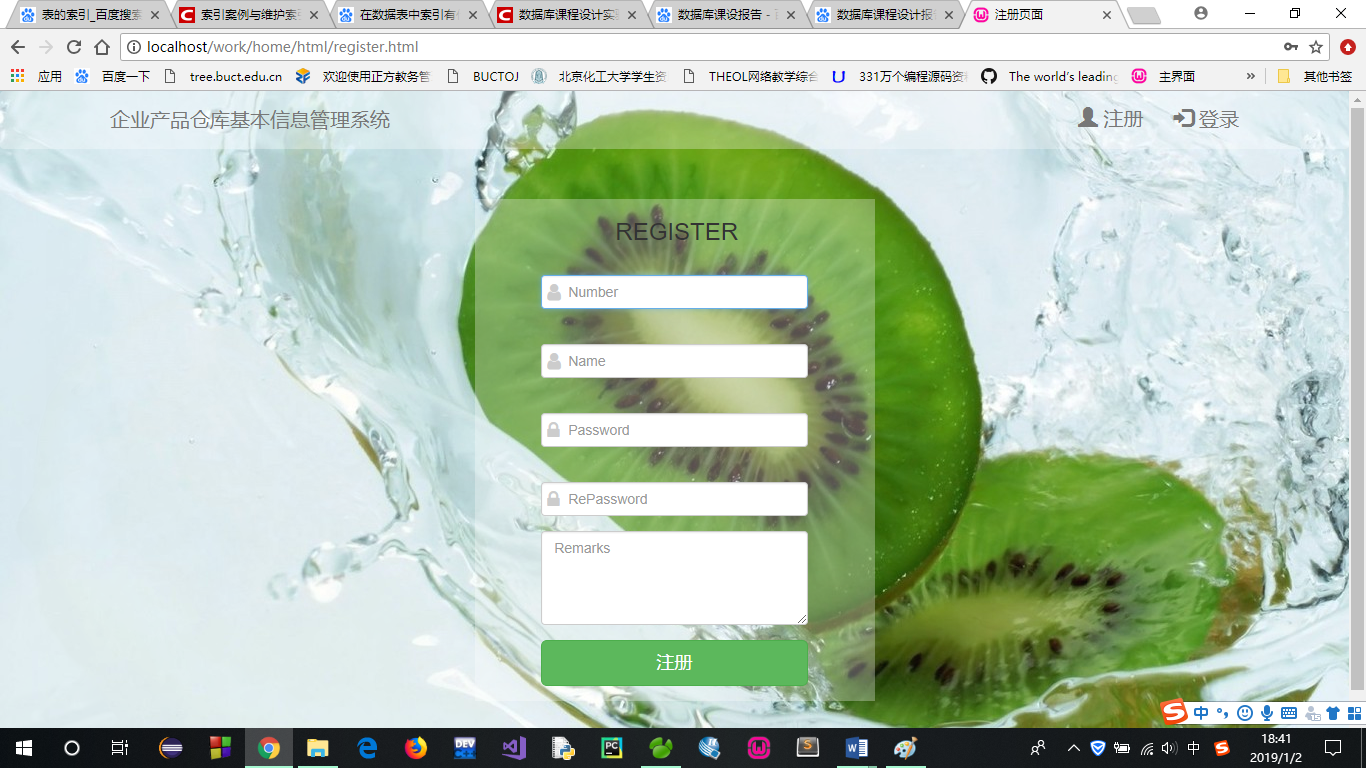 表的索引_百度搜索
索引案例与维护索
在数据表中索引有
数据库课程设计实
数据库课设报告 -
数据库课程设计报
注册页面
localhost/work/home/html/register.html
应用
百度一下
tree.buct.edu.cn
欢迎使用正方教务管
BUCTOJ
北京化工大学学生资
THEOL网络教学综合
331万个编程源码资
The world's leading
主界面
»
其他书签
企业产品仓库基本信息管理系统
注册
登录
REGISTER
Number
Name
Password
RePassword
Remarks
注册
中
DEV
PC
中
18:41
2019/1/2